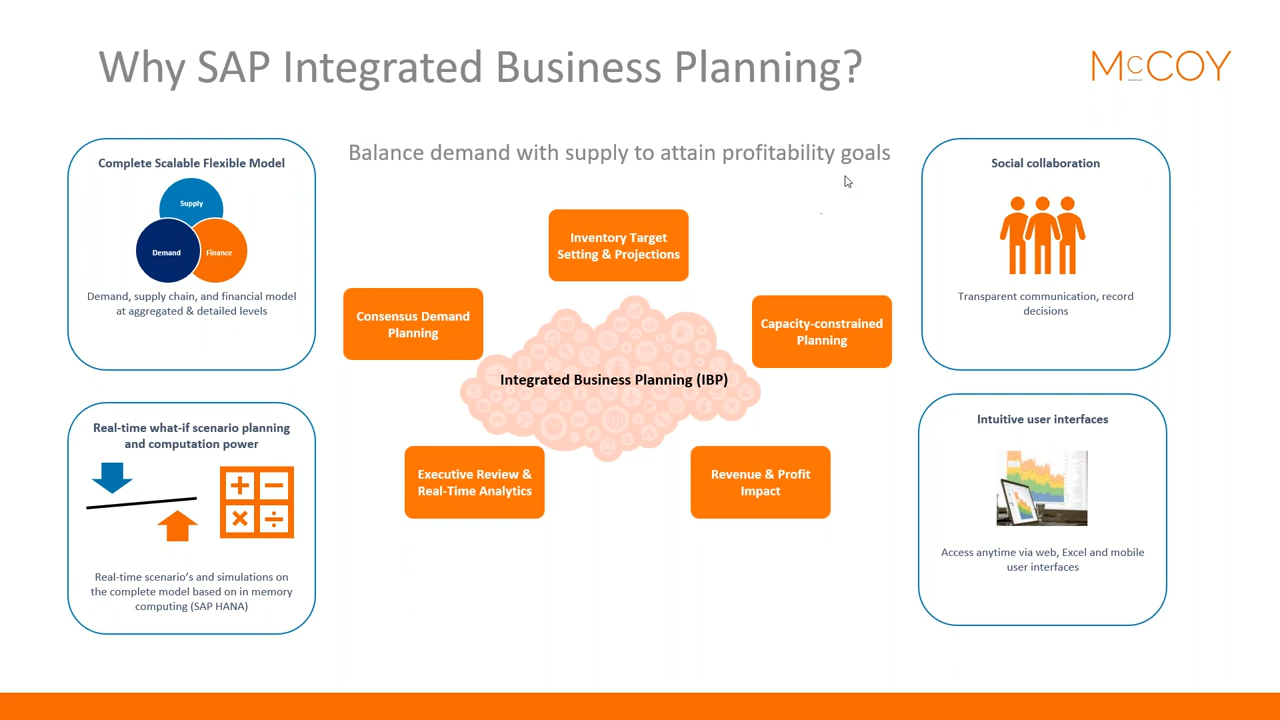 Why SAP Integrated Business Planning?
McCOY
Balance demand with supply to attain profitability goals
Complete Scalable Flexible Model
Supply
Demand
Finance
Demand, supply chain, and financial model
at aggregated & detailed levels
Real-time what-if scenario planning
and computation power
Real-time scenario's and simulations on
the complete model based on in memory
computing (SAP HANA)
Inventory Target
Setting & Projections
Consensus Demand
Planning
Capacity-constrained
Planning
Integrated Business Planning (IBP)
Executive Review &
Real-Time Analytics
Revenue & Profit
Impact
Social collaboration
Transparent communication, record
decisions
Intuitive user interfaces
Access anytime via web, Excel and mobile
user interfaces